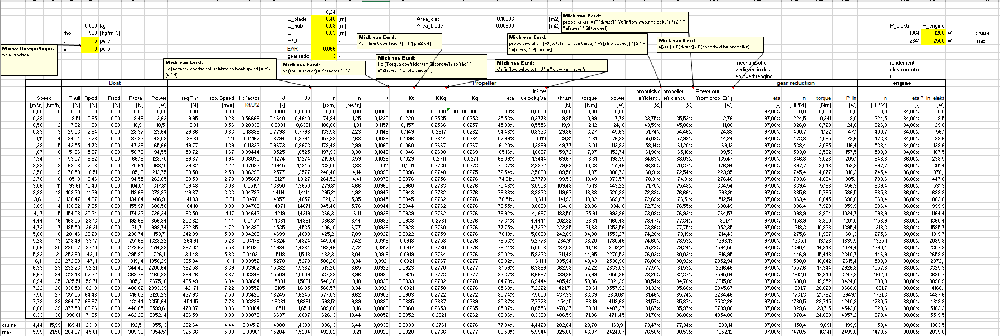 0,24
D_blade 0,48 [m] Area_disc 0,18096 [m2]
0,000 kg D_hub 0,08 [m] Area_blade 0,00600 [m2] P_elektr. P_engine
rho 988 [kg/m^3] CH 0,03 [m] 1364 1200 W cruise
t 5 perc P/D - 2841 2500 W max
w 0 perc EAR 0,066 -
gear ratio 3 -
Marco Hoogesteger:
wake fraction
Mick van Eerd:
Jv (advance coefficient, relative to boat speed) = V /
(n * d)
Mick van Eerd:
Kt (thrust factor) = Kt.factor * J^2
Mick van Eerd:
Kt (Thrust coefficient) = T/(p n2 d4)
Mick van Eerd:
Kq (Torque coefficient) = Q[torque] / (p[rho] *
n^2[rev/s] * d^5[diameter])
Mick van Eerd:
Va (inflow velocity) = J * n * d , --> n in revs/s
Mick van Eerd:
propeller eff. = (T[thrust] * Va[inflow water velocity]) / (2 * PI
* n[rev/s] * Q[torque])
Mick van Eerd:
propulsive eff. = (Rt[total ship resistance] * Vs[ship speed]) / (2 * PI
* n[rev/s] * Q[torque])
Mick van Eerd:
n[eff.] = P[thrust] / P[absorbed by propeller]
mechanische
verliezen in de as
en overbrenging
rendement
elektromoto
r
Boat Propeller gear reduction engine
Speed Rhull Rpod Radd Rtotal Power req Thr app. Speed Kt factor J Jv n n Kt Kt 10Kq Kq eta inflow velocity Va thrust torque power propulsive efficiency propeller efficiency Power out (from prop. Eff.) eta n torque P_in n eta P_in_elekt
[m/s] [km/h] [N] [N] [N] [N] [W] [N] [m/s] Kt/J^2 [-] [rpm] [rev/s] [N] [Nm] [W] [%] [%] [W] [-] [RPM] [Nm] [W] [RPM] [-] [W]
0,00 0 0,00 0,00 0,00 0,00 0,00 0,00 0,00 0,0000 0,0000 0,00 0,00 0,0000 0,0000 0,0000 ######### 0,00% 0,0000 0,00 0,00 0,00 0,00 97,00% 0,0 0,0 0,0 0,0 84,00% 0,0
0,28 1 8,51 0,95 0,00 9,46 2,63 9,95 0,28 0,56666 0,4640 0,4640 74,84 1,25 0,1220 0,1220 0,2535 0,0253 35,53% 0,2778 9,95 0,99 7,78 33,75% 35,53% 2,76 97,00% 224,5 0,341 8,0 224,5 84,00% 9,5
0,56 2 17,02 1,89 0,00 18,91 10,51 19,91 0,56 0,28333 0,6391 0,6391 108,66 1,81 0,1157 0,1157 0,2566 0,0257 45,88% 0,5556 19,91 2,12 24,10 43,59% 45,88% 11,06 97,00% 326,0 0,728 24,8 326,0 84,00% 29,6
0,83 3 25,53 2,84 0,00 28,37 23,64 29,86 0,83 0,18889 0,7798 0,7798 133,58 2,23 0,1149 0,1149 0,2617 0,0262 54,46% 0,8333 29,86 3,27 45,69 51,74% 54,46% 24,88 97,00% 400,7 1,122 47,1 400,7 84,00% 56,1
1,11 4 34,04 3,78 0,00 37,82 42,02 39,81 1,11 0,14167 0,8794 0,8794 157,93 2,63 0,1096 0,1096 0,2644 0,0264 57,99% 1,1111 39,81 4,61 76,28 55,09% 57,99% 44,24 97,00% 473,8 1,585 78,6 473,8 84,00% 93,6
1,39 5 42,55 4,73 0,00 47,28 65,66 49,77 1,39 0,11333 0,9673 0,9673 179,48 2,99 0,1060 0,1060 0,2667 0,0267 61,20% 1,3889 49,77 6,01 112,93 58,14% 61,20% 69,12 97,00% 538,4 2,065 116,4 538,4 84,00% 138,6
1,67 6 51,06 5,67 0,00 56,73 94,55 59,72 1,67 0,09444 1,0525 1,0525 197,93 3,30 0,1046 0,1046 0,2690 0,0269 65,16% 1,6667 59,72 7,37 152,74 61,90% 65,16% 99,53 97,00% 593,8 2,532 157,5 593,8 84,00% 187,5
1,94 7 59,57 6,62 0,00 66,19 128,70 69,67 1,94 0,08095 1,1274 1,1274 215,60 3,59 0,1029 0,1029 0,2711 0,0271 68,09% 1,9444 69,67 8,81 198,95 64,69% 68,09% 135,47 97,00% 646,8 3,028 205,1 646,8 86,00% 238,5
2,22 8 68,08 7,56 0,00 75,64 168,10 79,62 2,22 0,07083 1,1945 1,1945 232,55 3,88 0,1011 0,1011 0,2730 0,0273 70,37% 2,2222 79,62 10,33 251,46 66,85% 70,37% 176,94 97,00% 697,7 3,548 259,2 697,7 86,00% 301,4
2,50 9 76,59 8,51 0,00 85,10 212,75 89,58 2,50 0,06296 1,2577 1,2577 248,46 4,14 0,0996 0,0996 0,2748 0,0275 72,54% 2,5000 89,58 11,87 308,72 68,91% 72,54% 223,95 97,00% 745,4 4,077 318,3 745,4 86,00% 370,1
2,78 10 85,10 9,46 0,00 94,55 262,65 99,53 2,78 0,05667 1,3127 1,3127 264,52 4,41 0,0976 0,0976 0,2756 0,0276 74,01% 2,7778 99,53 13,49 373,57 70,31% 74,01% 276,48 97,00% 793,6 4,634 385,1 793,6 86,00% 447,8
3,06 11 93,61 10,40 0,00 104,01 317,81 109,48 3,06 0,05151 1,3650 1,3650 279,81 4,66 0,0960 0,0960 0,2763 0,0276 75,48% 3,0556 109,48 15,13 443,22 71,70% 75,48% 334,54 97,00% 839,4 5,198 456,9 839,4 86,00% 531,3
3,33 12 102,30 11,39 0,00 113,69 378,97 119,67 3,33 0,04732 1,4114 1,4114 295,21 4,92 0,0943 0,0943 0,2762 0,0276 76,66% 3,3333 119,67 16,83 520,39 72,82% 76,66% 398,91 97,00% 885,6 5,785 536,5 885,6 86,00% 623,8
3,61 13 120,47 14,37 0,00 134,84 486,91 141,93 3,61 0,04781 1,4057 1,4057 321,12 5,35 0,0945 0,0945 0,2762 0,0276 76,51% 3,6111 141,93 19,92 669,87 72,69% 76,51% 512,54 97,00% 963,4 6,845 690,6 963,4 86,00% 803,0
3,89 14 138,62 17,35 0,00 155,97 606,56 164,18 3,89 0,04769 1,4071 1,4071 345,48 5,76 0,0944 0,0944 0,2762 0,0276 76,55% 3,8889 164,18 23,06 834,10 72,72% 76,55% 638,49 97,00% 1036,4 7,923 859,9 1036,4 86,00% 999,9
4,17 15 154,08 20,24 0,00 174,32 726,34 183,50 4,17 0,04643 1,4219 1,4219 366,31 6,11 0,0939 0,0939 0,2762 0,0276 76,92% 4,1667 183,50 25,91 993,96 73,08% 76,92% 764,57 97,00% 1098,9 8,904 1024,7 1098,9 88,00% 1164,4
4,44 16 169,55 23,13 0,00 192,68 856,34 202,82 4,44 0,04511 1,4381 1,4381 386,31 6,44 0,0933 0,0933 0,2761 0,0276 77,34% 4,4444 202,82 28,81 1165,49 73,47% 77,34% 901,41 97,00% 1158,9 9,900 1201,5 1158,9 88,00% 1365,4
4,72 17 185,50 26,21 0,00 211,71 999,74 222,85 4,72 0,04390 1,4535 1,4535 406,10 6,77 0,0928 0,0928 0,2760 0,0276 77,75% 4,7222 222,85 31,83 1353,56 73,86% 77,75% 1052,35 97,00% 1218,3 10,938 1395,4 1218,3 88,00% 1585,7
5,00 18 201,46 29,28 0,00 230,74 1153,71 242,89 5,00 0,04268 1,4699 1,4699 425,21 7,09 0,0922 0,0922 0,2759 0,0276 78,19% 5,0000 242,89 34,88 1553,27 74,28% 78,19% 1214,43 97,00% 1275,6 11,987 1601,3 1275,6 88,00% 1819,7
5,28 19 218,49 33,17 0,00 251,66 1328,22 264,91 5,28 0,04178 1,4824 1,4824 445,04 7,42 0,0918 0,0918 0,2758 0,0276 78,53% 5,2778 264,91 38,20 1780,46 74,60% 78,53% 1398,13 97,00% 1335,1 13,128 1835,5 1335,1 88,00% 2085,8
5,56 20 235,57 37,10 0,00 272,67 1514,83 287,02 5,56 0,04085 1,4984 1,4984 463,46 7,72 0,0917 0,0917 0,2760 0,0276 79,24% 5,5556 287,02 41,46 2012,21 75,28% 79,24% 1594,55 97,00% 1390,4 14,248 2074,4 1390,4 88,00% 2357,3
5,83 21 253,80 42,11 0,00 295,90 1726,11 311,48 5,83 0,04021 1,5118 1,5118 482,31 8,04 0,0919 0,0919 0,2764 0,0276 80,02% 5,8333 311,48 44,95 2270,52 76,02% 80,02% 1816,95 97,00% 1446,9 15,448 2340,7 1446,9 88,00% 2659,9
6,11 22 272,03 47,11 0,00 319,14 1950,29 335,94 6,11 0,03952 1,5270 1,5270 500,26 8,34 0,0921 0,0921 0,2767 0,0277 80,92% 6,1111 335,94 48,43 2536,96 76,88% 80,92% 2052,94 97,00% 1500,8 16,642 2615,4 1500,8 88,00% 2972,1
6,39 23 292,23 52,21 0,00 344,45 2200,64 362,58 6,39 0,03902 1,5382 1,5382 519,20 8,65 0,0923 0,0923 0,2770 0,0277 81,59% 6,3889 362,58 52,22 2839,03 77,51% 81,59% 2316,46 97,00% 1557,6 17,944 2926,8 1557,6 88,00% 3325,9
6,67 24 312,48 57,32 0,00 369,79 2465,29 389,26 6,67 0,03848 1,5509 1,5509 537,33 8,96 0,0925 0,0925 0,2773 0,0277 82,37% 6,6667 389,26 55,99 3150,36 78,25% 82,37% 2595,04 97,00% 1612,0 19,240 3247,8 1612,0 88,00% 3690,7
6,94 25 325,51 59,71 0,00 385,21 2675,10 405,49 6,94 0,03694 1,5891 1,5891 546,26 9,10 0,0933 0,0933 0,2782 0,0278 84,78% 6,9444 405,49 58,06 3321,29 80,54% 84,78% 2815,89 97,00% 1638,8 19,952 3424,0 1638,8 88,00% 3890,9
7,22 26 338,53 62,10 0,00 400,62 2893,39 421,71 7,22 0,03552 1,6105 1,6105 560,57 9,34 0,0921 0,0921 0,2758 0,0276 85,60% 7,2222 421,71 60,61 3557,92 81,32% 85,60% 3045,67 97,00% 1681,7 20,828 3668,0 1681,7 88,00% 4168,1
7,50 27 351,55 64,48 0,00 416,03 3120,23 437,93 7,50 0,03420 1,6245 1,6245 577,09 9,62 0,0903 0,0903 0,2722 0,0272 85,74% 7,5000 437,93 63,39 3830,61 81,46% 85,74% 3284,46 97,00% 1731,3 21,782 3949,1 1731,3 88,00% 4487,6
7,78 28 364,57 66,87 0,00 431,44 3355,64 454,15 7,78 0,03298 1,6381 1,6381 593,51 9,89 0,0885 0,0885 0,2687 0,0269 85,87% 7,7778 454,15 66,19 4113,69 81,57% 85,87% 3532,26 97,00% 1780,5 22,745 4240,9 1780,5 88,00% 4819,2
8,06 29 377,59 69,26 0,00 446,85 3599,61 470,37 8,06 0,03184 1,6511 1,6511 609,86 10,16 0,0868 0,0868 0,2653 0,0265 85,97% 8,0556 470,37 69,01 4407,27 81,67% 85,97% 3789,06 97,00% 1829,6 23,715 4543,6 1829,6 88,00% 5163,2
8,33 30 390,61 71,65 0,00 462,26 3852,14 486,59 8,33 0,03078 1,6637 1,6637 626,13 10,44 0,0852 0,0852 0,2621 0,0262 86,06% 8,3333 486,59 71,86 4711,45 81,76% 86,06% 4054,88 97,00% 1878,4 24,693 4857,2 1878,4 88,00% 5519,5
cruise 4,44 15,99 169,41 23,10 0,00 192,51 855,13 202,64 4,44 0,04512 1,4380 1,4380 386,13 6,44 0,0933 0,0933 0,2761 0,0276 77,34% 4,4420 202,64 28,78 1163,91 73,47% 77,34% 900,14 97,00% 1158,4 9,891 1199,9 1158,4 88,00% 1363,5
max 5,99 21,58 264,37 45,01 0,00 309,38 1854,51 325,66 5,99 0,03981 1,5204 1,5204 492,82 8,21 0,0920 0,0920 0,2766 0,0277 80,53% 5,9944 325,66 46,97 2424,07 76,50% 80,53% 1952,12 97,00% 1478,5 16,141 2499,0 1478,5 88,00% 2839,8